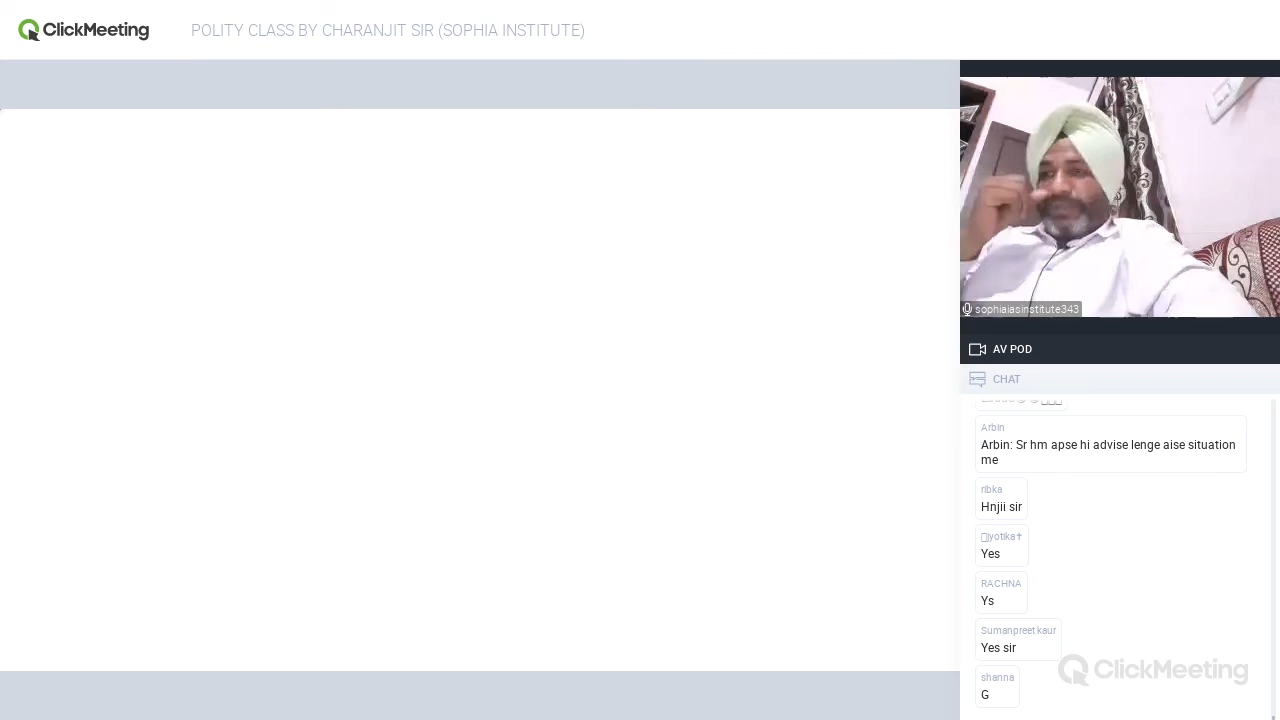 ClickMeeting
POLITY CLASS BY CHARANJIT SIR (SOPHIA INSTITUTE)
sophiaiasinstitute343
AV POD
CHAT
Arbin
Arbin: Sr hm apse hi advise lenge aise situation
me
ribka
Hnjii sir
yotika✝
Yes
RACHNA
Ys
Sumanpreet kaur
Yes sir
ClickMeeting
shanna
G